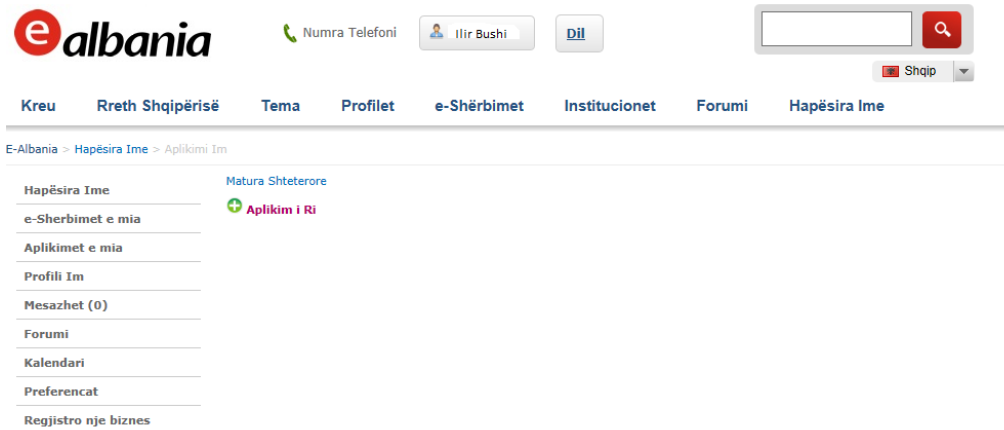 e albania
Numra Telefoni
Ilir Bushi
Dil
Shqip
Kreu Rreth Shqipërisë Tema Profilet e-Shërbimet Institucionet Forumi Hapësira Ime
E-Albania > Hapësira Ime > Aplikimi Im
Hapësira Ime
e-Sherbimet e mia
Aplikimet e mia
Profili Im
Mesazhet (0)
Forumi
Kalendari
Preferencat
Regjistro nje biznes
Matura Shteterore
Aplikim i Ri